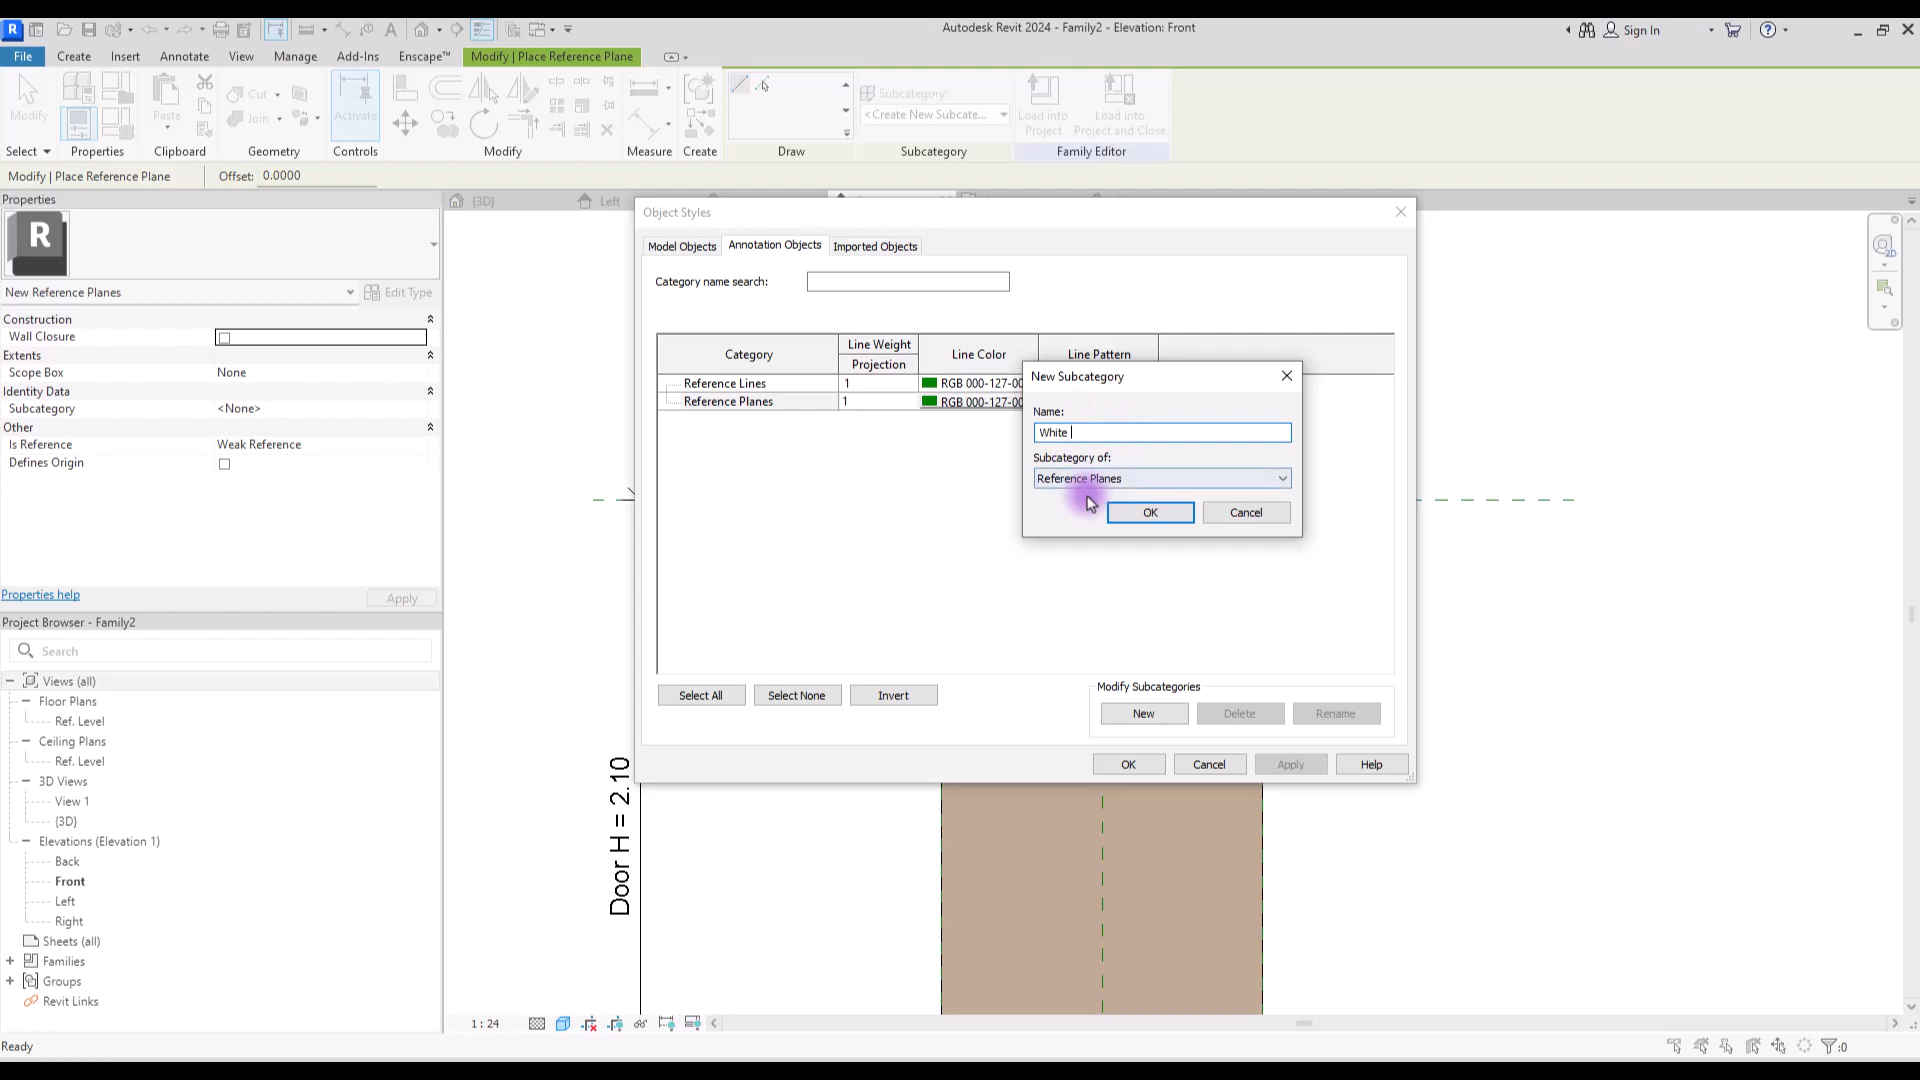 Autodesk Revit 2024 - Family2 - Elevation: Front
Sign In
File Create Insert Annotate View Manage Add-Ins Enscape™ Modify | Place Reference Plane
Modify
Cut
Join
Paste
Activate
Subcategory:
<Create New Subcate...
Load into Project
Load into Project and Close
Select Properties Clipboard Geometry Controls Modify Measure Create Draw Subcategory Family Editor
Modify | Place Reference Plane Offset: 0.0000
Properties
R
New Reference Planes
Edit Type
Construction
Wall Closure
Extents
Scope Box None
Identity Data
Subcategory <None>
Other
Is Reference Weak Reference
Defines Origin
Properties help
Apply
Project Browser - Family2
Search
Views (all)
Floor Plans
Ref. Level
Ceiling Plans
Ref. Level
3D Views
View 1
{3D}
Elevations (Elevation 1)
Back
Front
Left
Right
Sheets (all)
Families
Groups
Revit Links
{3D}
Left
Object Styles
Model Objects Annotation Objects Imported Objects
Category name search:
Category
Line Weight
Projection
Line Color
Line Pattern
Reference Lines 1 RGB 000-127-00
Reference Planes 1 RGB 000-127-00
New Subcategory
Name:
White
Subcategory of:
Reference Planes
OK Cancel
Select All Select None Invert
Modify Subcategories
New Delete Rename
OK Cancel Apply Help
Door H = 2.10
2D
1 : 24
Ready
:0